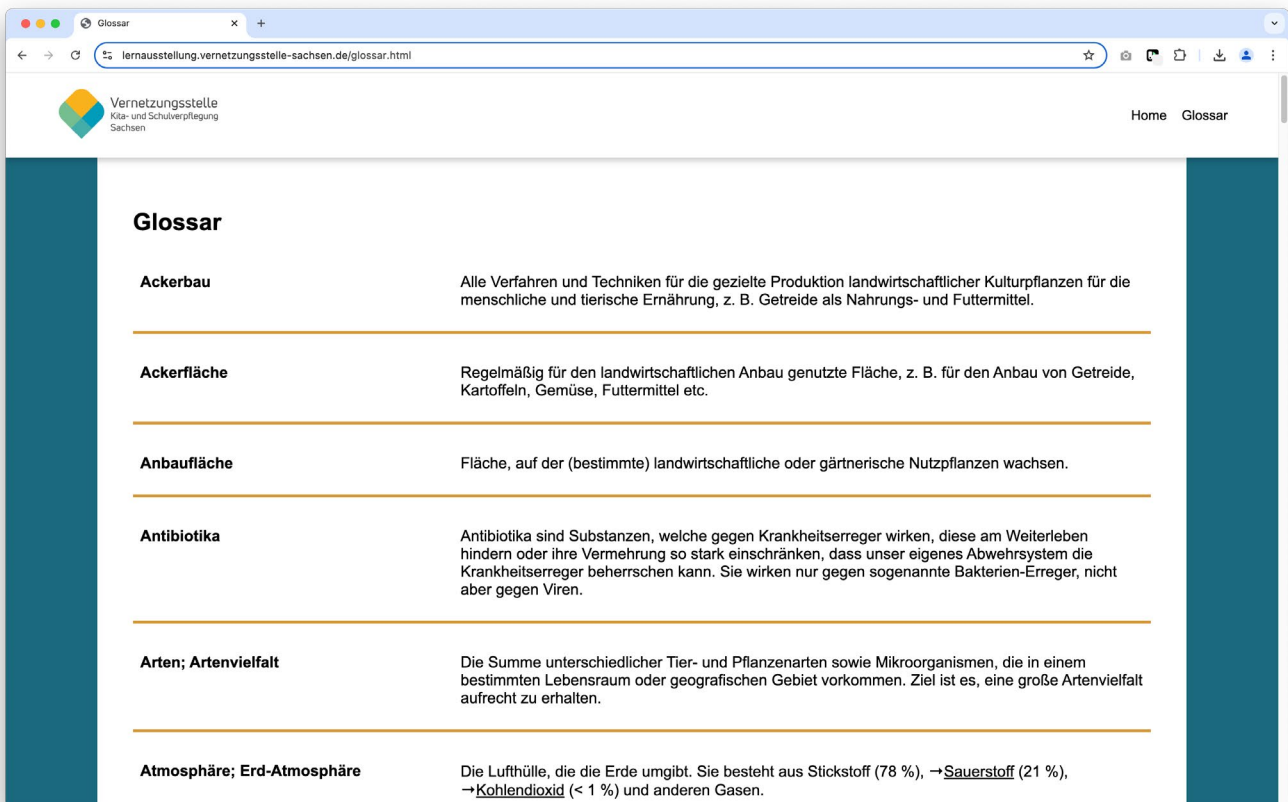 Glossar
lernausstellung.vernetzungsstelle-sachsen.de/glossar.html
Vernetzungsstelle
Kita- und Schulverpflegung
Sachsen
Home Glossar
Glossar
Ackerbau
Alle Verfahren und Techniken für die gezielte Produktion landwirtschaftlicher Kulturpflanzen für die
menschliche und tierische Ernährung, z. B. Getreide als Nahrungs- und Futtermittel.
Ackerfläche
Regelmäßig für den landwirtschaftlichen Anbau genutzte Fläche, z. B. für den Anbau von Getreide,
Kartoffeln, Gemüse, Futtermittel etc.
Anbaufläche
Fläche, auf der (bestimmte) landwirtschaftliche oder gärtnerische Nutzpflanzen wachsen.
Antibiotika
Antibiotika sind Substanzen, welche gegen Krankheitserreger wirken, diese am Weiterleben
hindern oder ihre Vermehrung so stark einschränken, dass unser eigenes Abwehrsystem die
Krankheitserreger beherrschen kann. Sie wirken nur gegen sogenannte Bakterien-Erreger, nicht
aber gegen Viren.
Arten; Artenvielfalt
Die Summe unterschiedlicher Tier- und Pflanzenarten sowie Mikroorganismen, die in einem
bestimmten Lebensraum oder geografischen Gebiet vorkommen. Ziel ist es, eine große Artenvielfalt
aufrecht zu erhalten.
Atmosphäre; Erd-Atmosphäre
Die Lufthülle, die die Erde umgibt. Sie besteht aus Stickstoff (78 %), →Sauerstoff (21 %),
→Kohlendioxid (< 1 %) und anderen Gasen.